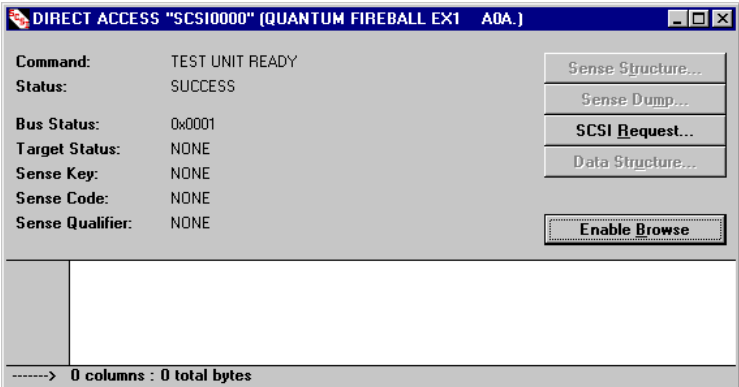 DIRECT ACCESS "SCSI0000" (QUANTUM FIREBALL EX1 A0A.)
Command: TEST UNIT READY
Sense Structure...
Status: SUCCESS
Sense Dump...
Bus Status: 0x0001
SCSI Request...
Target Status: NONE
Data Structure...
Sense Key: NONE
Sense Code: NONE
Sense Qualifier: NONE
Enable Browse
-------> 0 columns : 0 total bytes